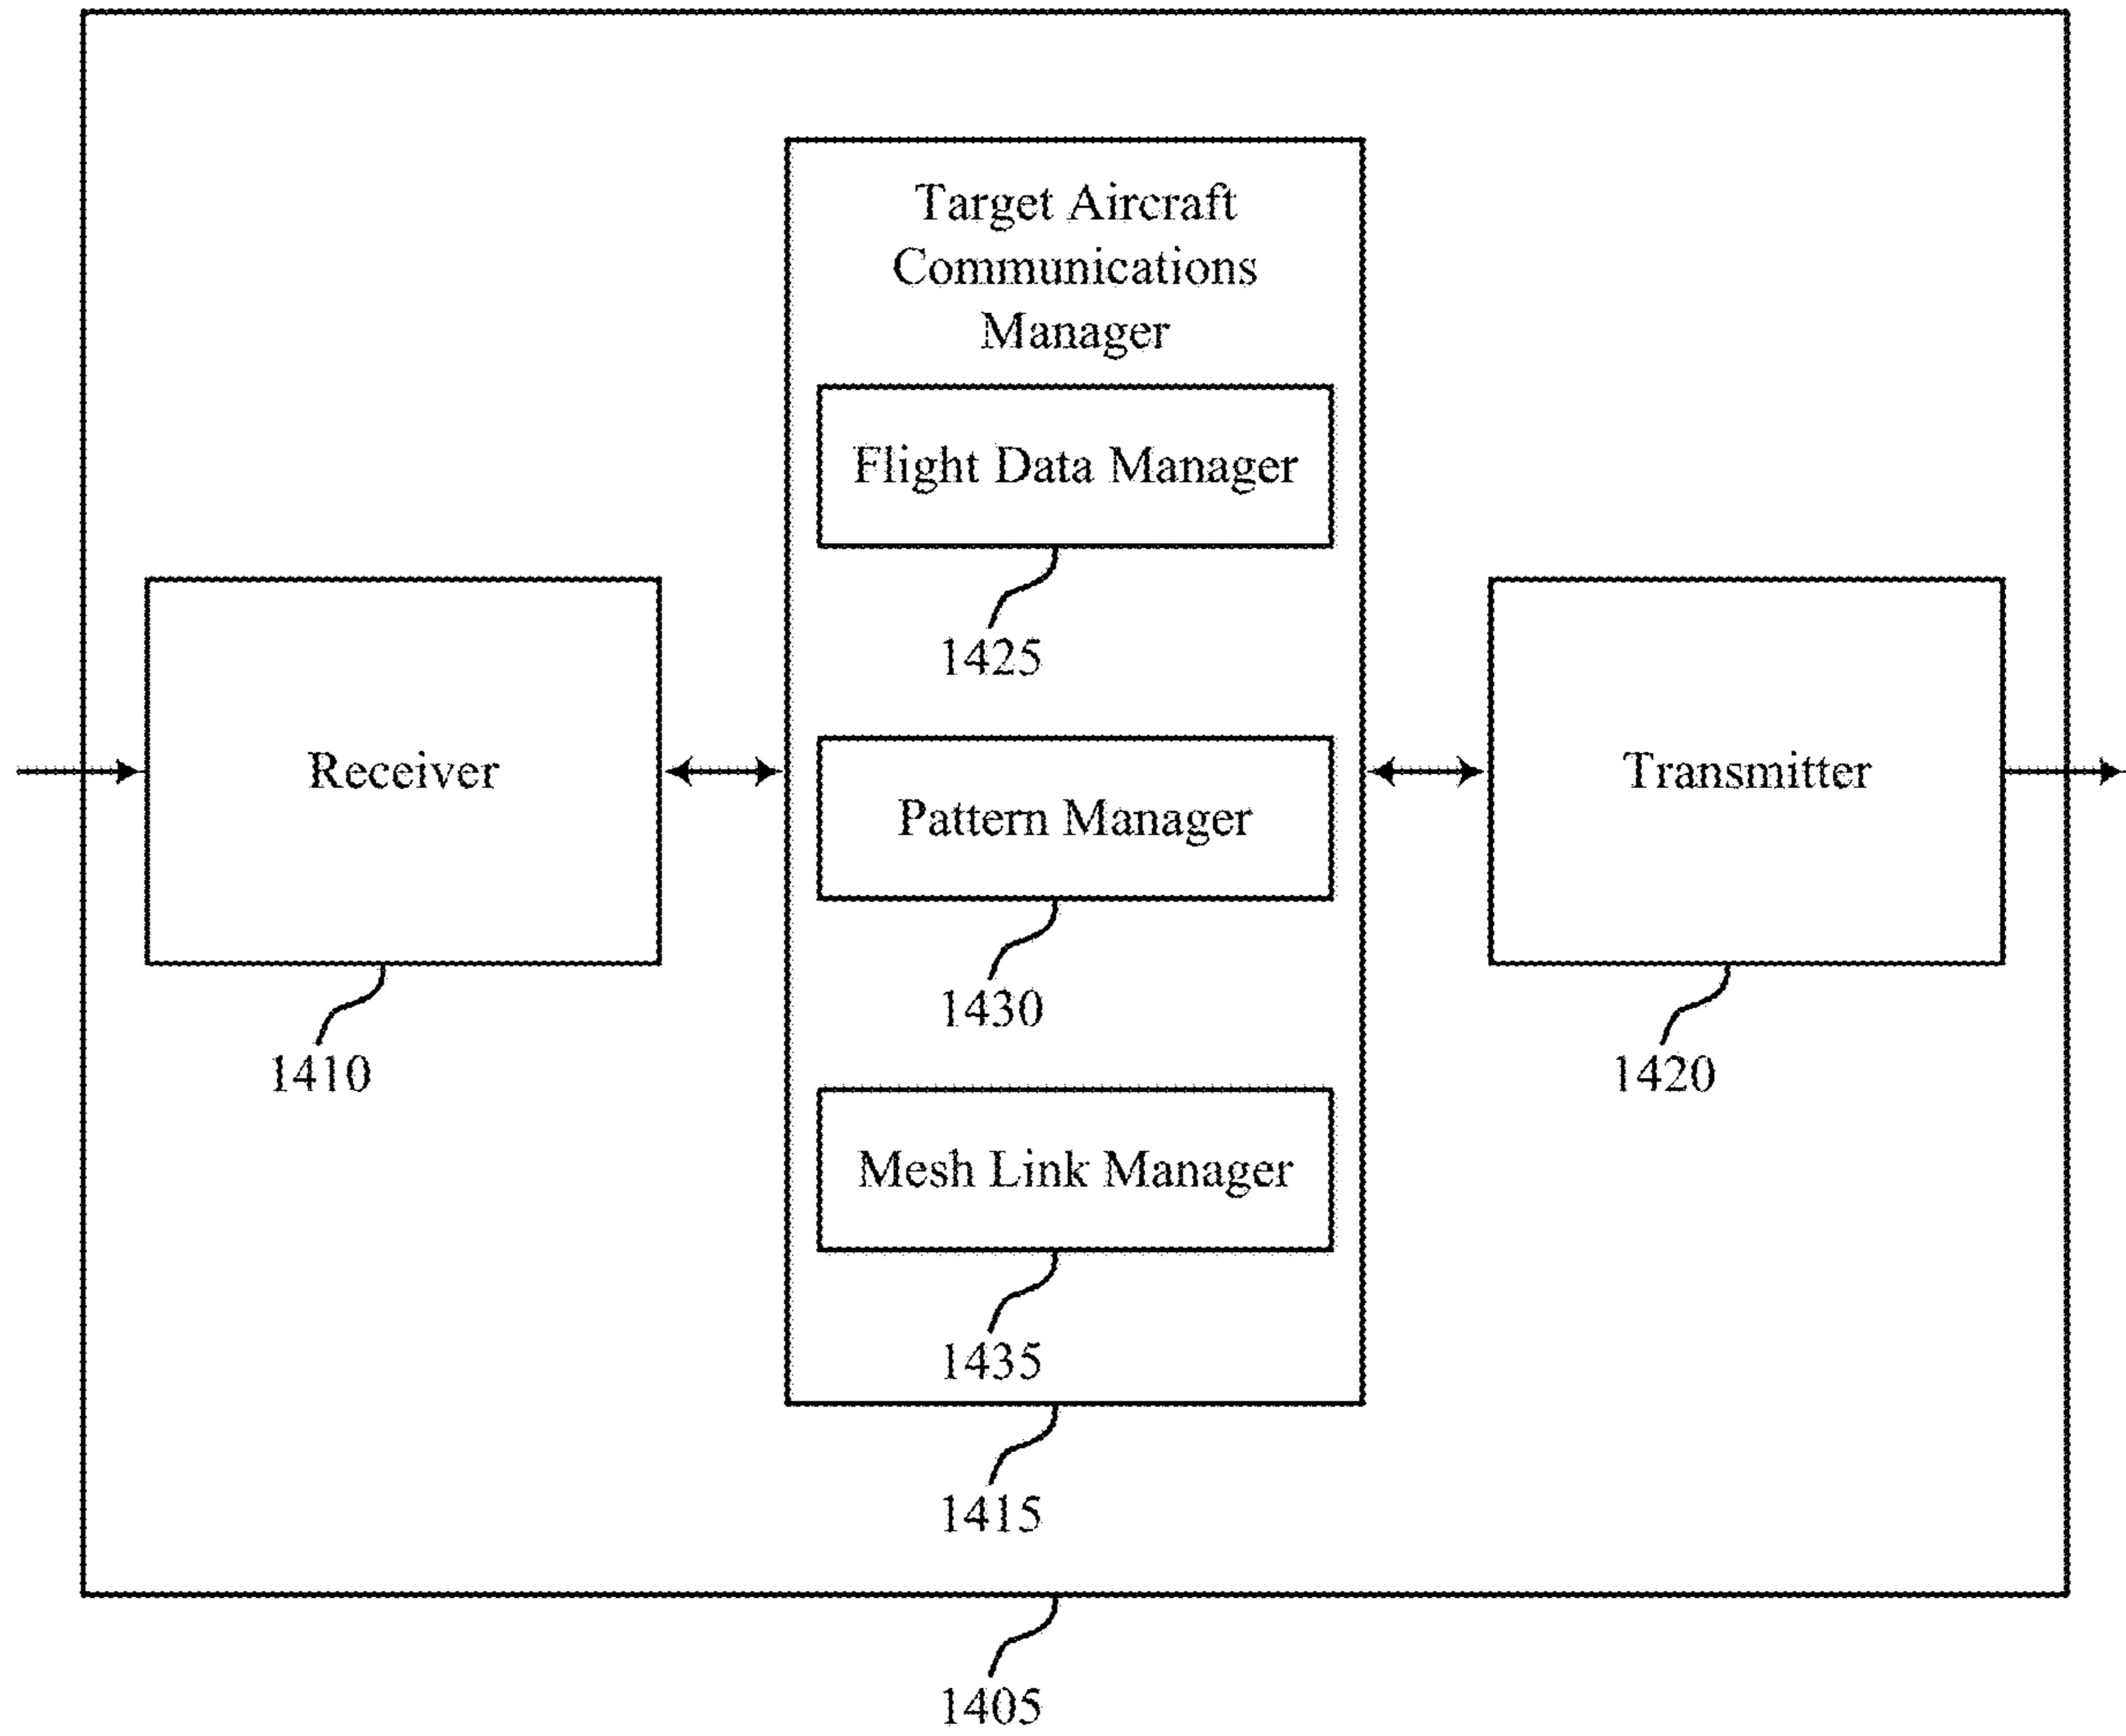 Target Aircraft
Communications
Manager
Flight Data Manager
1425
Receiver
1410
Pattern Manager
1430
Transmitter
1420
Mesh Link Manager
1435
1415
1405